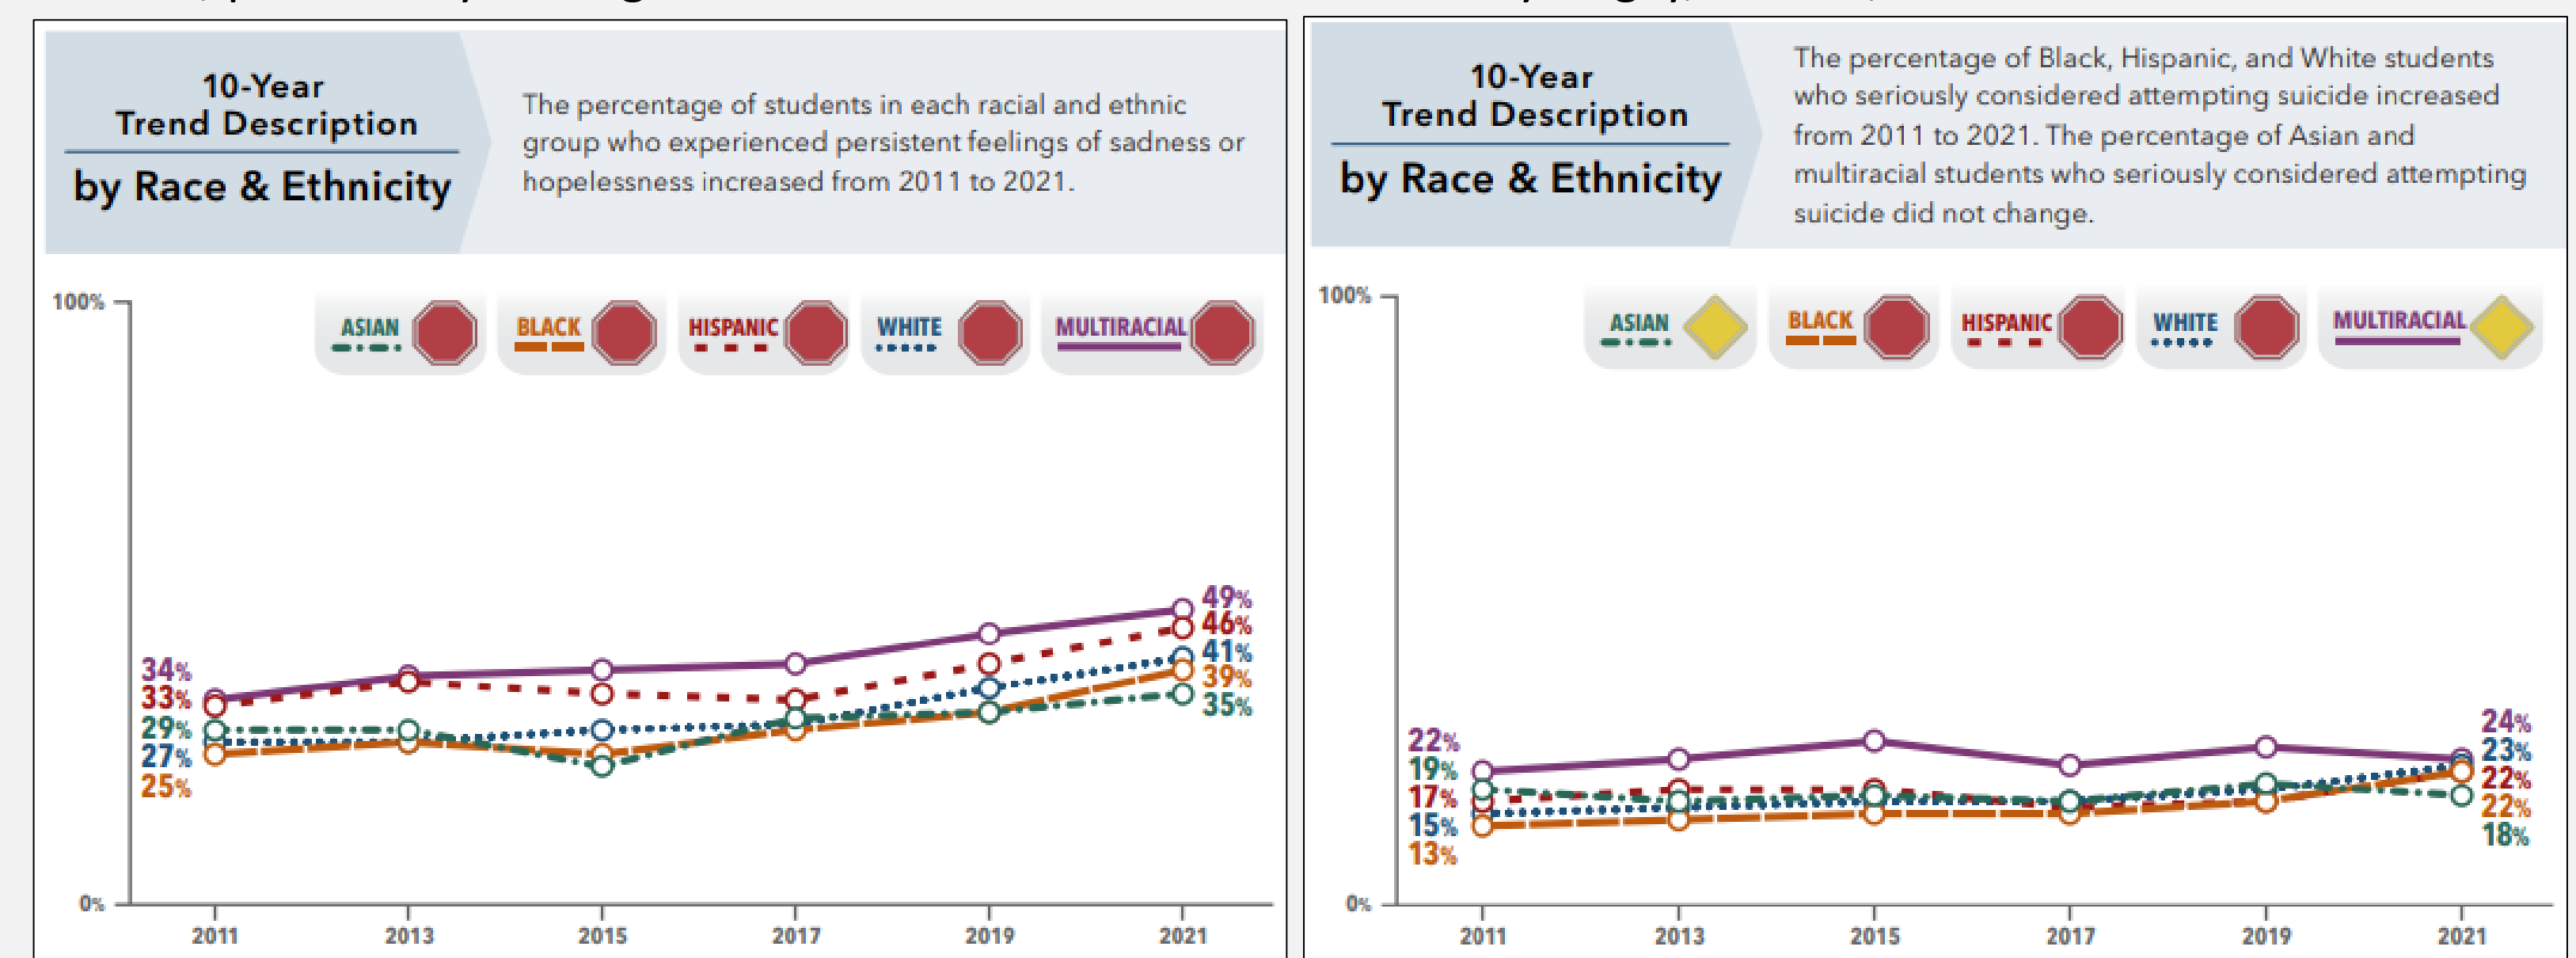 10-Year
Trend Description
by Race & Ethnicity
The percentage of students in each racial and ethnic
group who experienced persistent feelings of sadness or
hopelessness increased from 2011 to 2021.
100%
ASIAN BLACK HISPANIC WHITE MULTIRACIAL
49%
46%
41%
39%
35%
34%
33%
29%
27%
25%
0%
2011 2013 2015 2017 2019 2021
10-Year
Trend Description
by Race & Ethnicity
The percentage of Black, Hispanic, and White students
who seriously considered attempting suicide increased
from 2011 to 2021. The percentage of Asian and
multiracial students who seriously considered attempting
suicide did not change.
100%
ASIAN BLACK HISPANIC WHITE MULTIRACIAL
22%
19%
17%
15%
13%
24%
23%
22%
22%
18%
0%
2011 2013 2015 2017 2019 2021